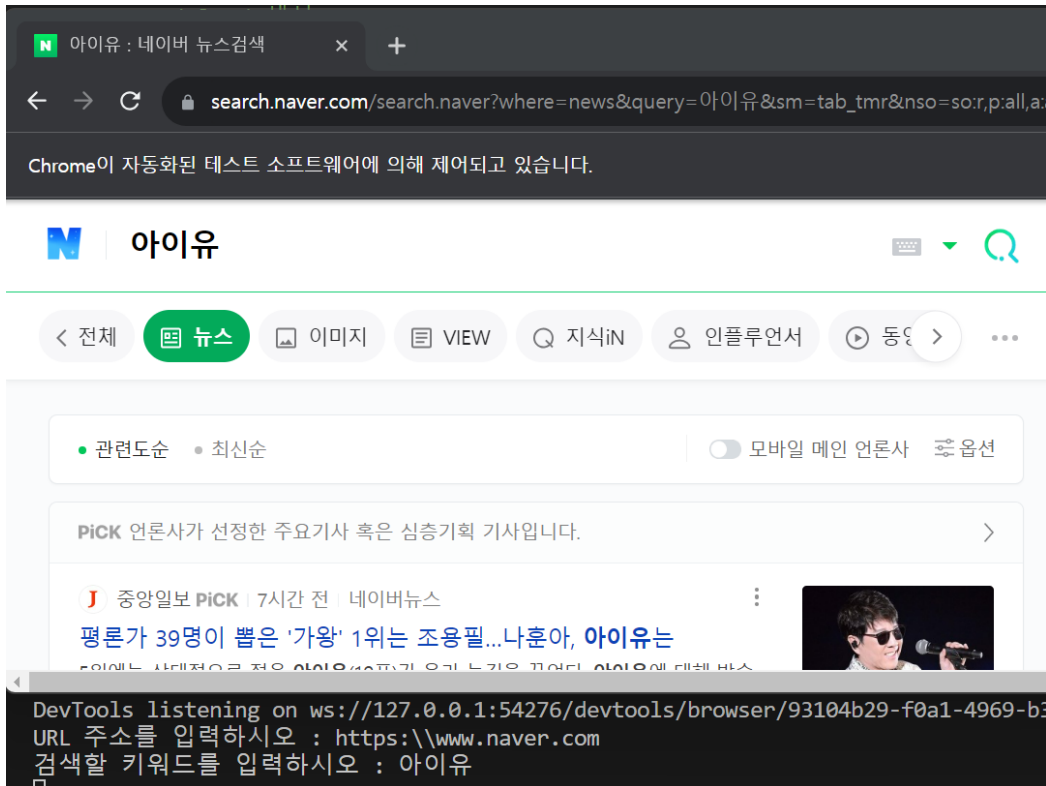 아이유 : 네이버 뉴스검색
search.naver.com/search.naver?where=news&query=아이유&sm=tab_tmr&nso=so:r,p:all,a:
Chrome이 자동화된 테스트 소프트웨어에 의해 제어되고 있습니다.
N 아이유
전체 뉴스 이미지 VIEW 지식iN 인플루언서
관련도순 최신순 모바일 메인 언론사 옵션
PiCK 언론사가 선정한 주요기사 혹은 심층기획 기사입니다.
J 중앙일보 PiCK 7시간 전 네이버뉴스
평론가 39명이 뽑은 '가왕' 1위는 조용필...나훈아, 아이유는
DevTools listening on ws://127.0.0.1:54276/devtools/browser/93104b29-f0a1-4969-b3
URL 주소를 입력하시오 : https:\\www.naver.com
검색할 키워드를 입력하시오 : 아이유